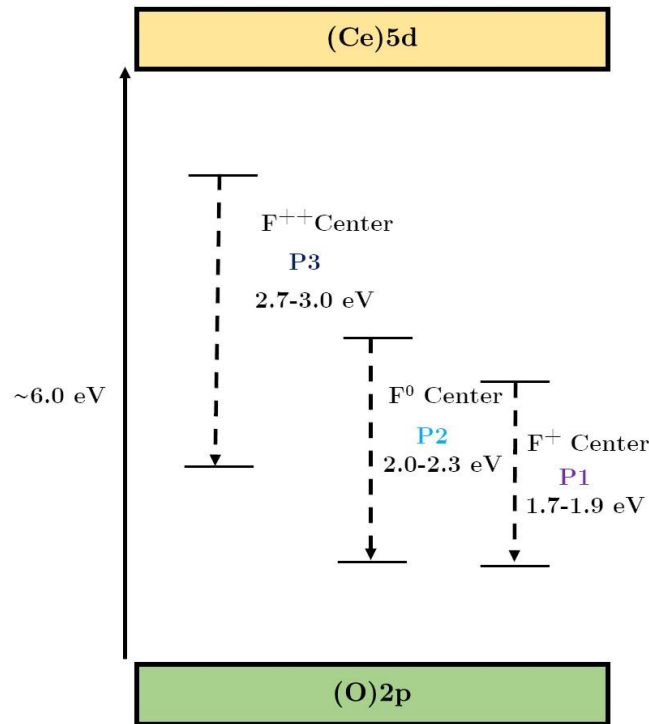 (Ce)5d
F++ Center
P3
2.7-3.0 eV
~6.0 eV
F0 Center
P2
2.0-2.3 eV
F+ Center
P1
1.7-1.9 eV
(O)2p